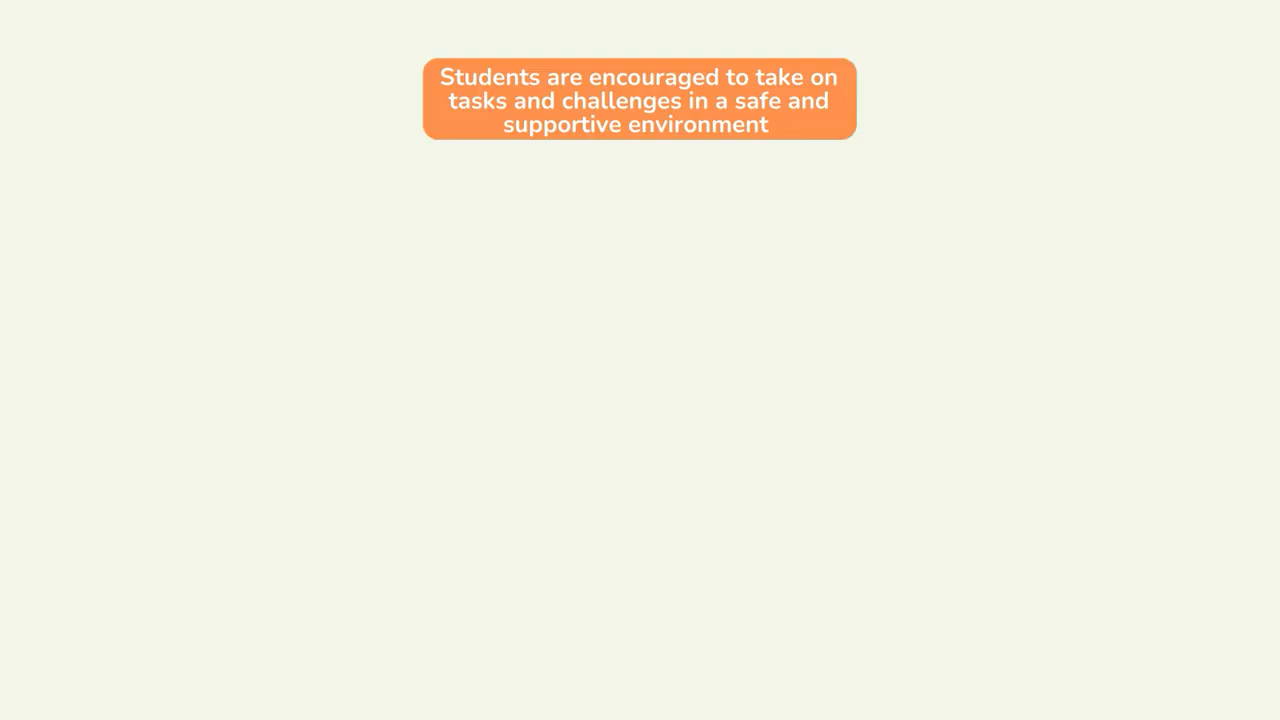 Students are encouraged to take on
tasks and challenges in a safe and
supportive environment